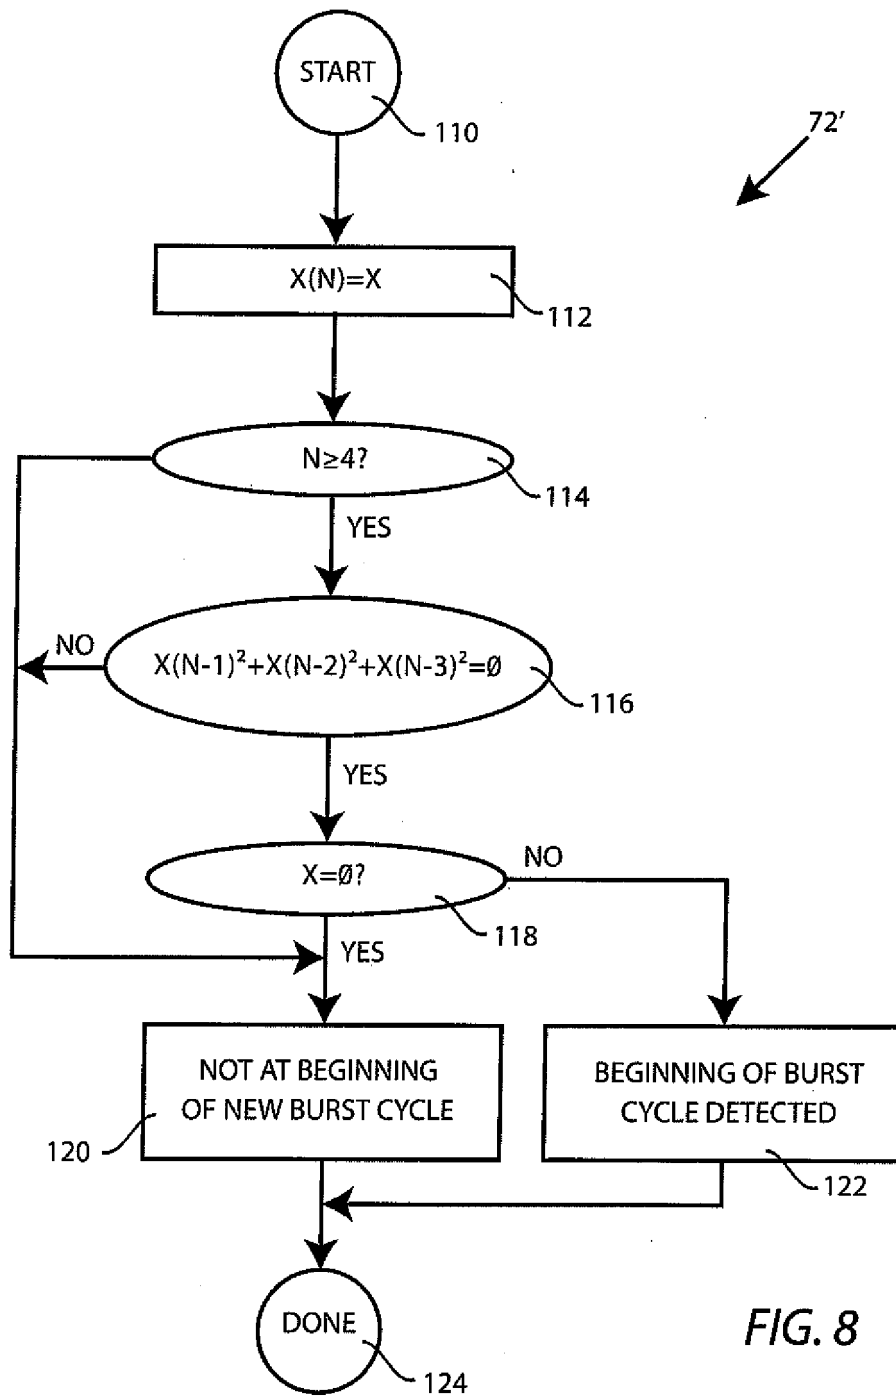 START
110
72'
X(N)=X
112
N≥4?
114
YES
NO
X(N-1)²+X(N-2)²+X(N-3)²=Ø
116
YES
X=Ø?
NO
118
YES
NOT AT BEGINNING
OF NEW BURST CYCLE
120
BEGINNING OF BURST
CYCLE DETECTED
122
DONE
124
FIG. 8